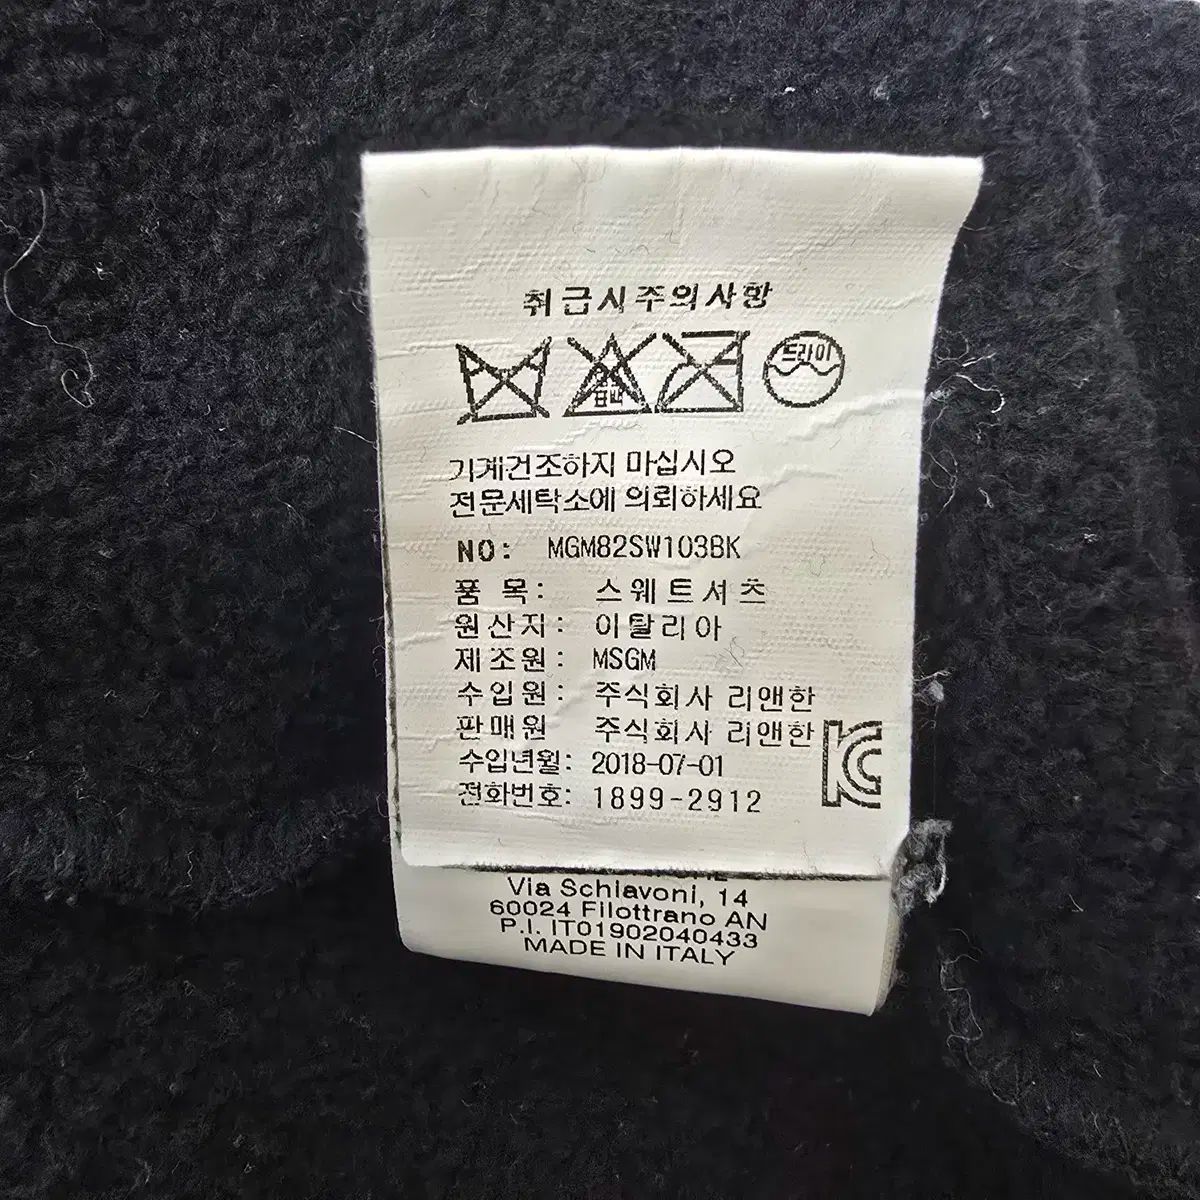 취급시주의사항
드라이
기계건조하지 마십시오
전문세탁소에 의뢰하세요
NO: MGM82SW103BK
품 목: 스웨트셔츠
원산지: 이탈리아
제조원: MSGM
수입원: 주식회사 리앤한
판매원 주식회사 리앤한
수입년월: 2018-07-01
전화번호: 1899-2912
Via Schiavoni, 14
60024 Filottrano AN
P.I. IT01902040433
MADE IN ITALY